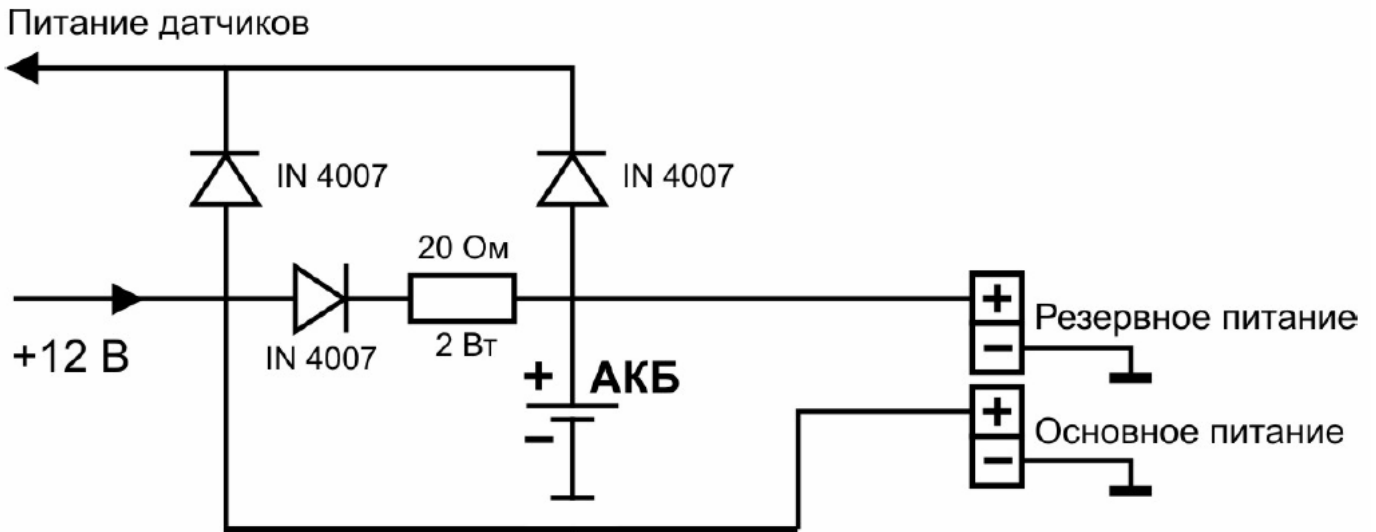 Питание датчиков
IN 4007
IN 4007
20 Ом
+12 В
IN 4007
2 Вт
+ АКБ
−
+
−
Резервное питание
+
−
Основное питание